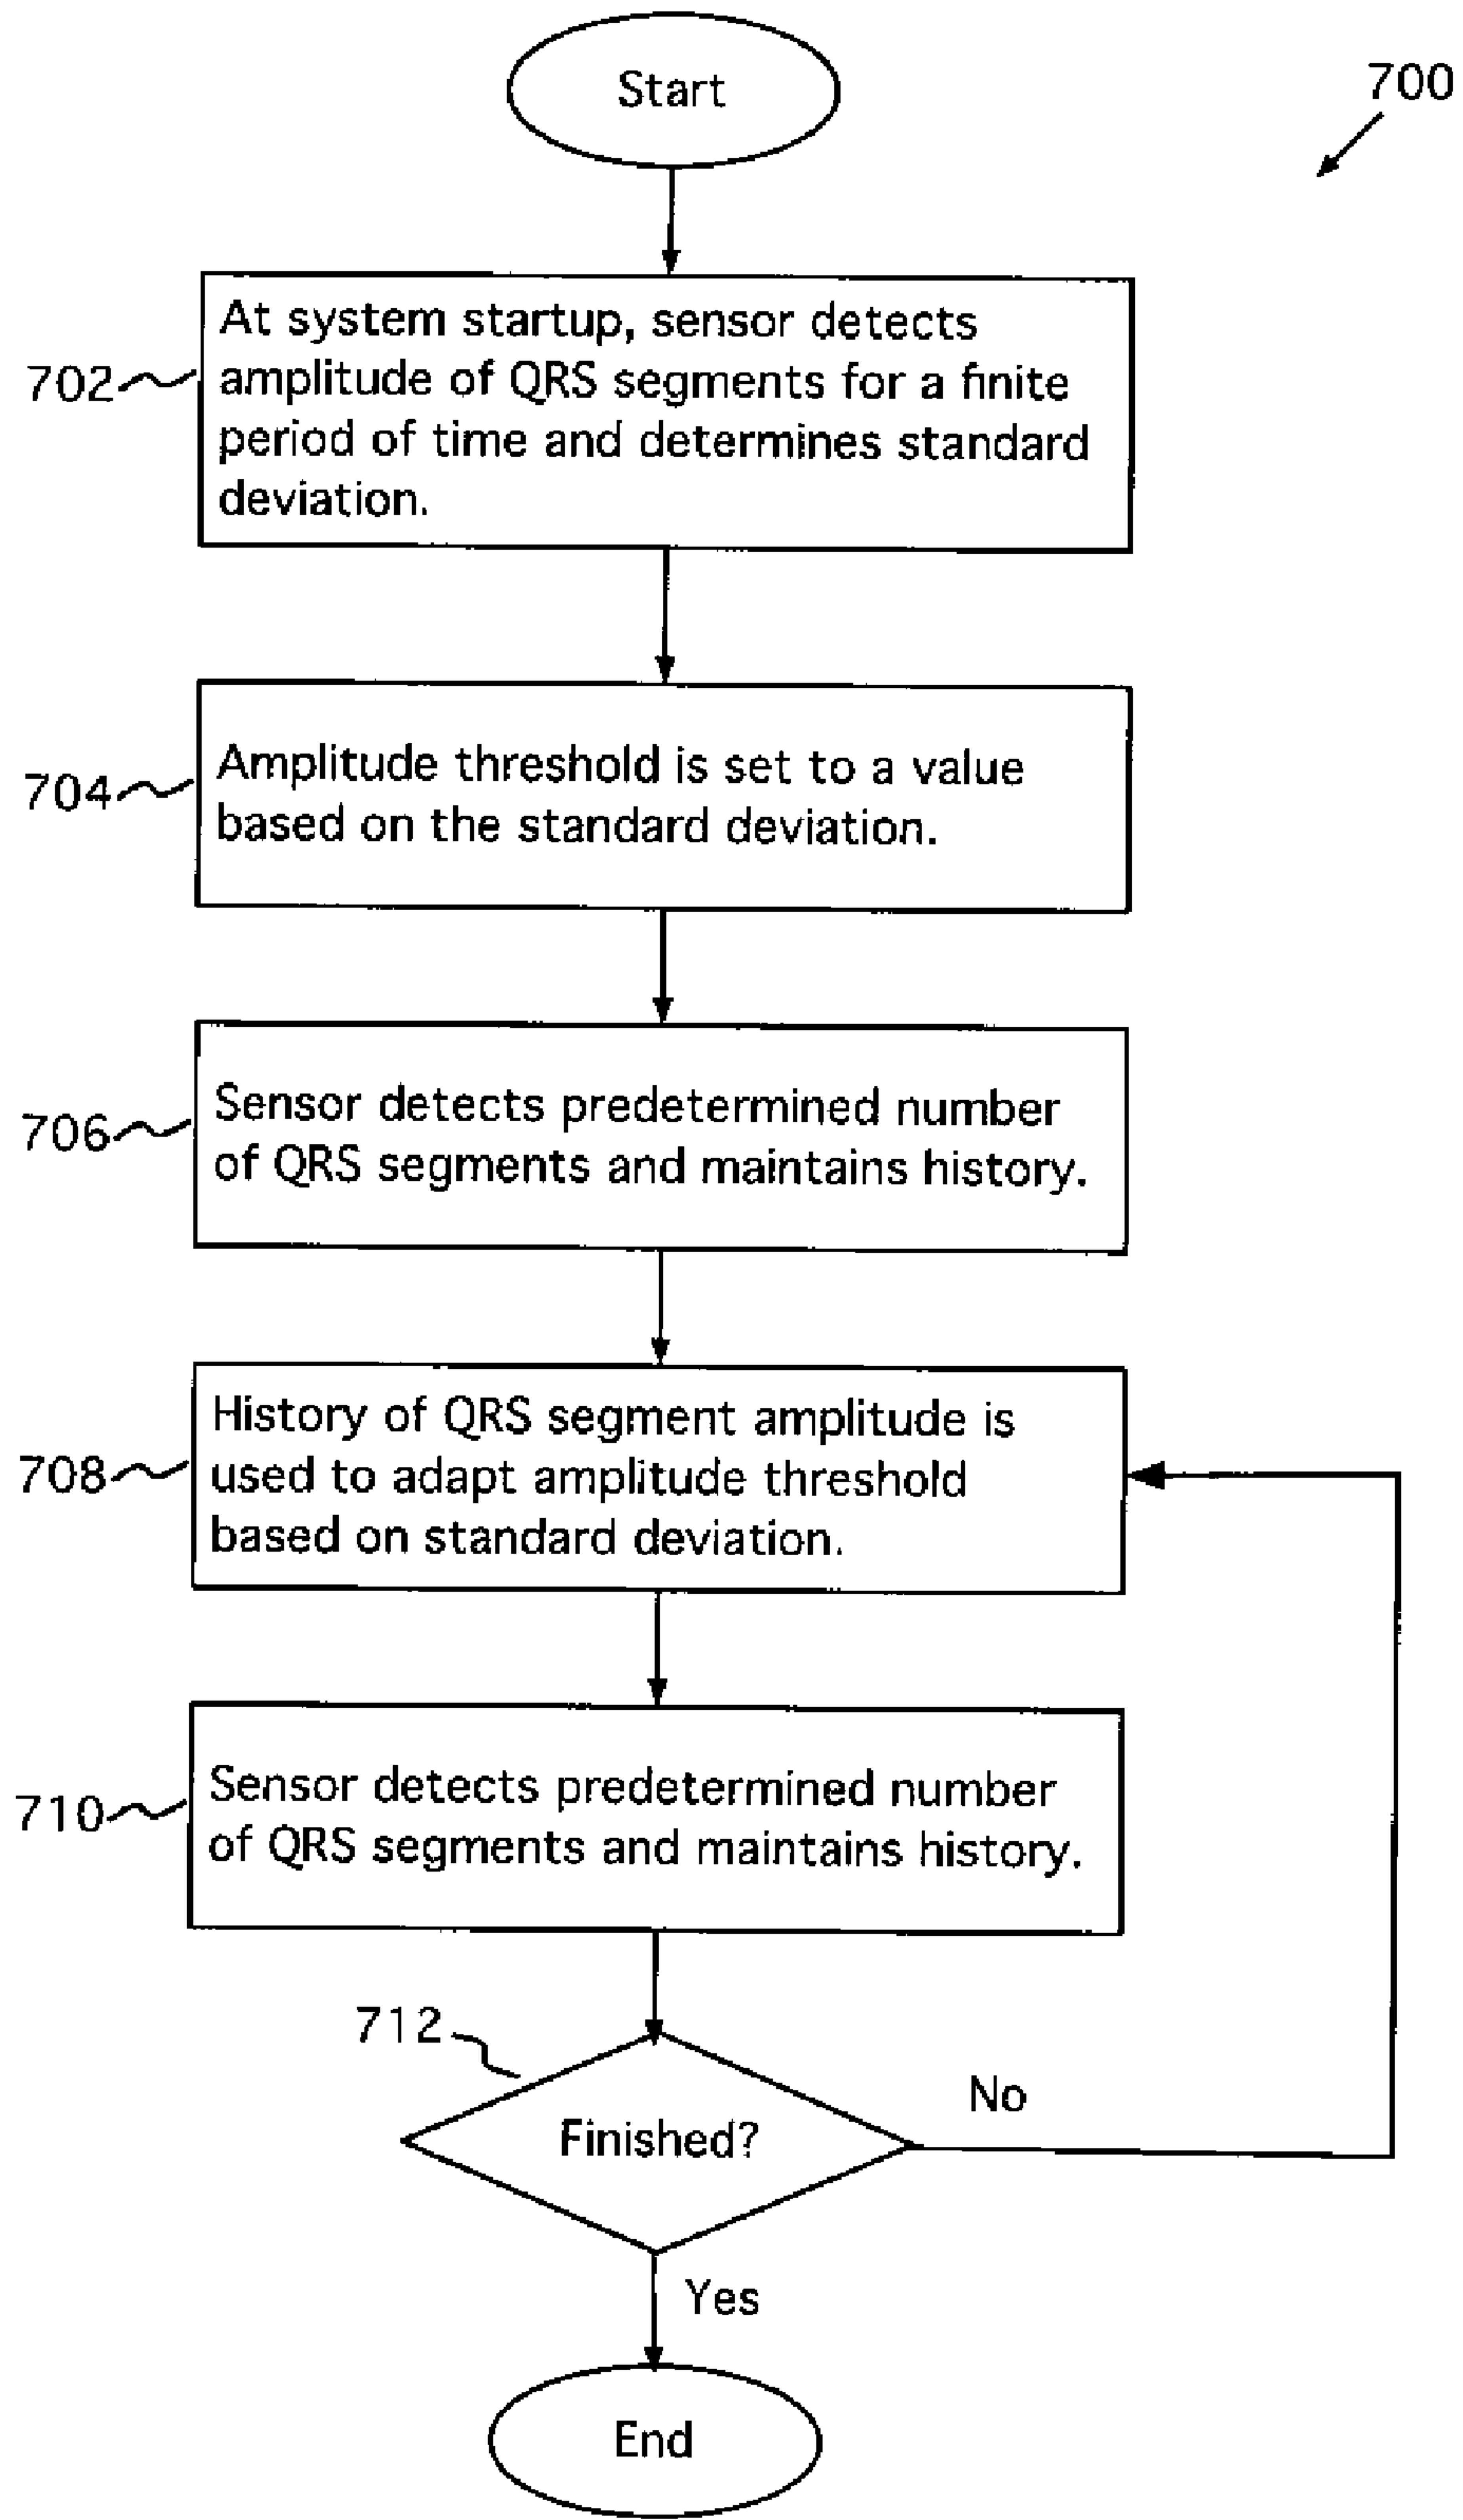 Start
700
702
At system startup, sensor detects
amplitude of QRS segments for a finite
period of time and determines standard
deviation.
704
Amplitude threshold is set to a value
based on the standard deviation.
706
Sensor detects predetermined number
of QRS segments and maintains history.
708
History of QRS segment amplitude is
used to adapt amplitude threshold
based on standard deviation.
710
Sensor detects predetermined number
of QRS segments and maintains history.
712
Finished?
No
Yes
End